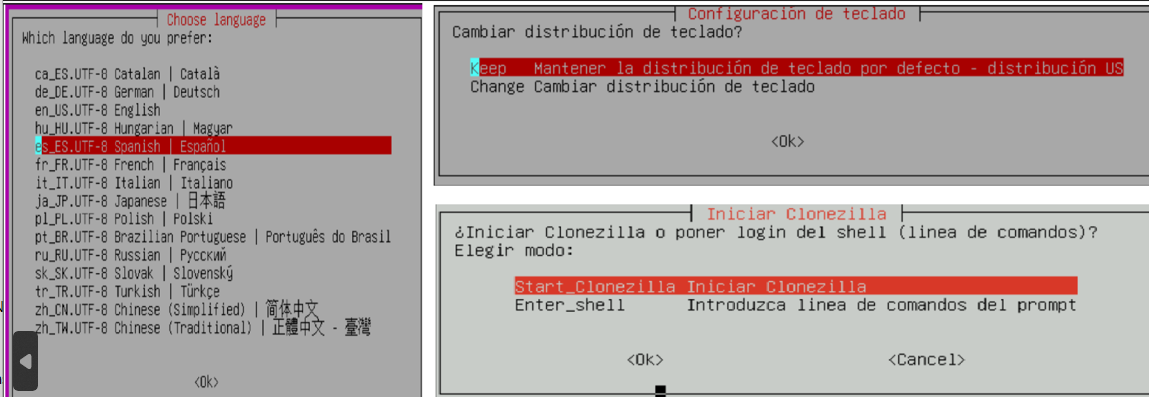 Choose language
Which language do you prefer:
ca_ES.UTF-8 Catalan | Català
de_DE.UTF-8 German | Deutsch
en_US.UTF-8 English
hu_HU.UTF-8 Hungarian | Magyar
es_ES.UTF-8 Spanish | Español
fr_FR.UTF-8 French | Français
it_IT.UTF-8 Italian | Italiano
ja_JP.UTF-8 Japanese | 日本語
pl_PL.UTF-8 Polish | Polski
pt_BR.UTF-8 Brazilian Portuguese | Português do Brasil
ru_RU.UTF-8 Russian | Русский
sk_SK.UTF-8 Slovak | Slovenský
tr_TR.UTF-8 Turkish | Türkçe
zh_CN.UTF-8 Chinese (Simplified) | 简体中文
zh_TW.UTF-8 Chinese (Traditional) | 正體中文 - 臺灣
<Ok>
Configuración de teclado
Cambiar distribución de teclado?
Keep Mantener la distribución de teclado por defecto - distribución US
Change Cambiar distribución de teclado
<Ok>
Iniciar Clonezilla
¿Iniciar Clonezilla o poner login del shell (linea de comandos)?
Elegir modo:
Start_Clonezilla Iniciar Clonezilla
Enter_shell Introduzca linea de comandos del prompt
<Ok> <Cancel>